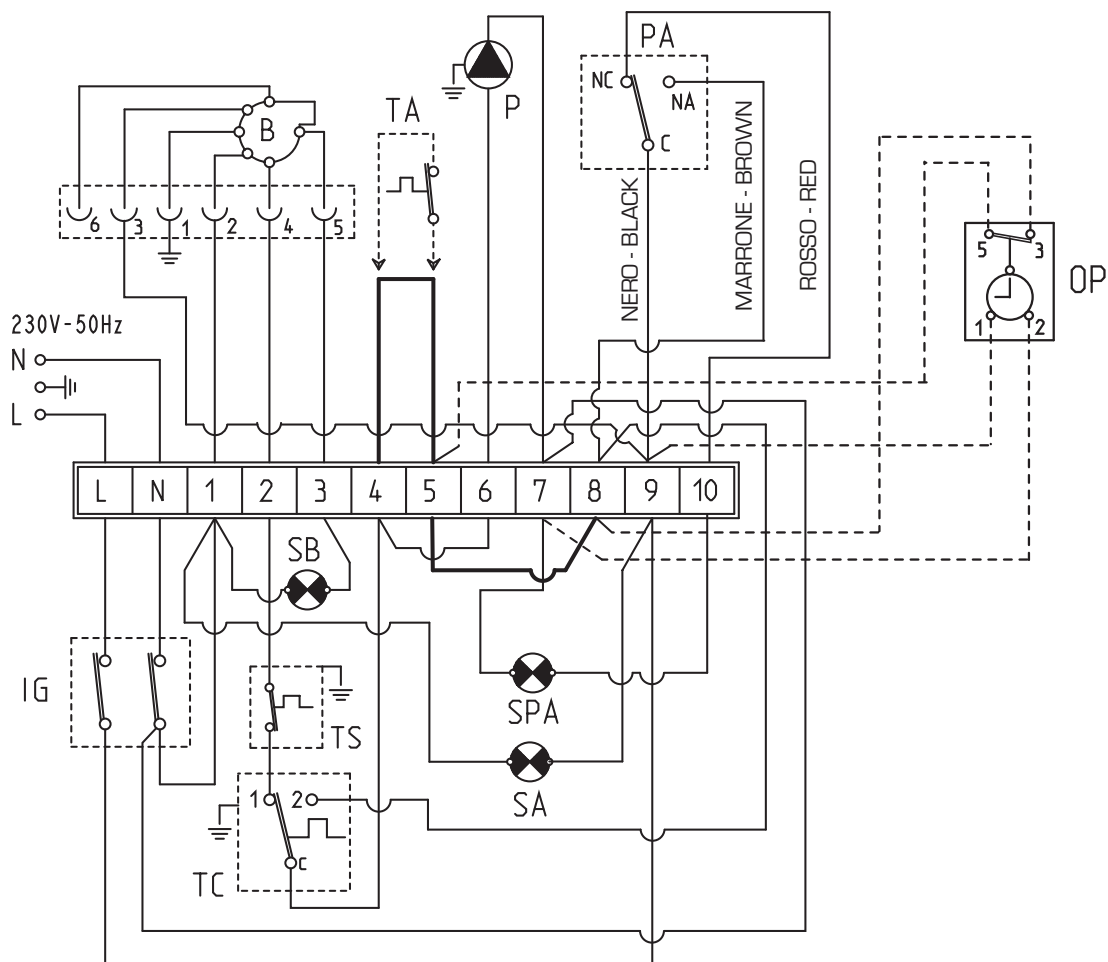 PA
NC
NA
C
P
TA
B
6 3 1 2 4 5
NERO - BLACK
MARRONE - BROWN
ROSSO - RED
5 3
1 2
OP
230V-50Hz
N
L
L N 1 2 3 4 5 6 7 8 9 10
SB
IG
TS
SPA
SA
1 2
C
TC